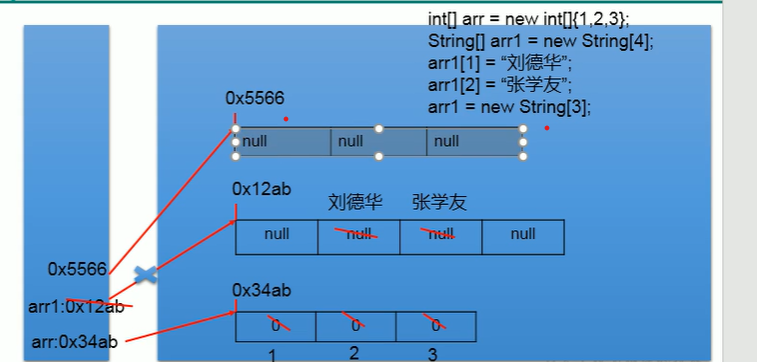 int[] arr = new int[]{1,2,3};
String[] arr1 = new String[4];
arr1[1] = “刘德华”;
arr1[2] = “张学友”;
arr1 = new String[3];
0x5566
null null null
0x12ab
刘德华 张学友
null null null null
0x5566
0x34ab
arr1:0x12ab
0 0 0
arr:0x34ab
1 2 3